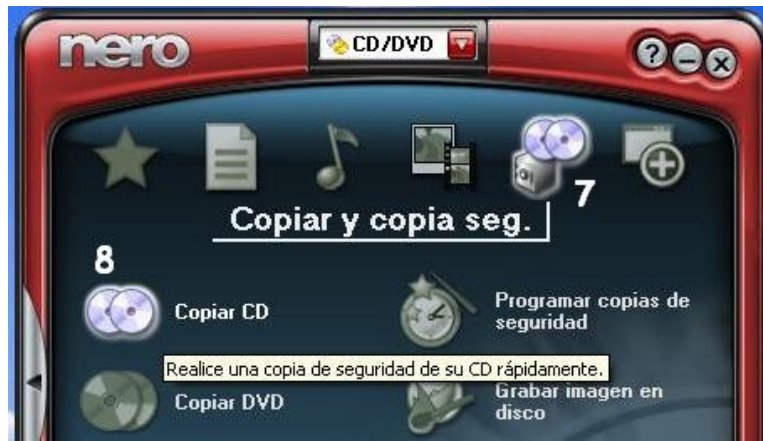 nero
CD/DVD
?
7
Copiar y copia seg.
8
Copiar CD
Programar copias de
seguridad
Realice una copia de seguridad de su CD rápidamente.
Copiar DVD
Grabar imagen en
disco